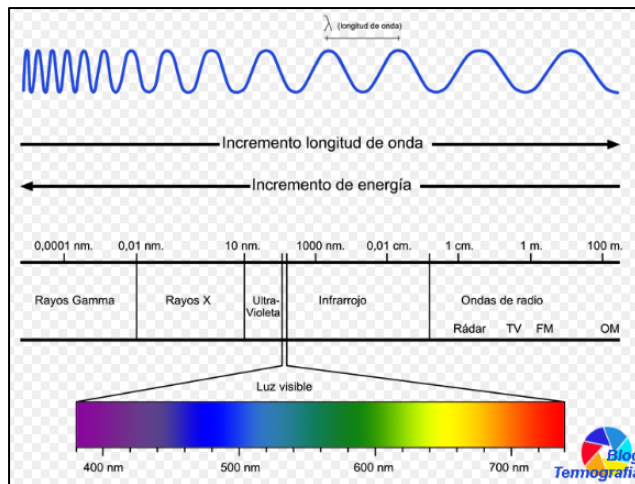 λ (longitud de onda)
Incremento longitud de onda
Incremento de energía
0,0001 nm. 0,01 nm. 10 nm. 1000 nm. 0,01 cm. 1 cm. 1 m. 100 m.
Rayos Gamma Rayos X Ultra-Violeta Infrarrojo Ondas de radio
Rádar TV FM OM
Luz visible
400 nm 500 nm 600 nm 700 nm
Blog
Termografía